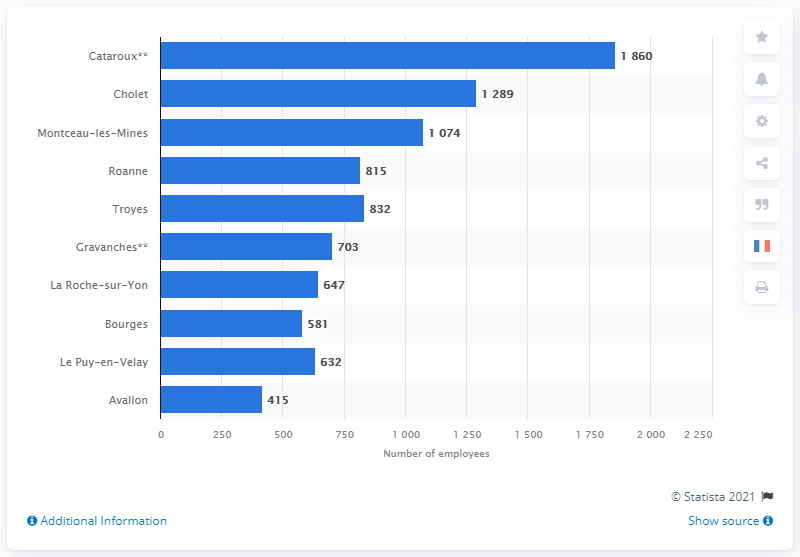 Cataroux** 1 860
Cholet 1 289
Montceau-les-Mines 1 074
Roanne 815
Troyes 832
Gravanches** 703
La Roche-sur-Yon 647
Bourges 581
Le Puy-en-Velay 632
Avallon 415
0 250 500 750 1 000 1 250 1 500 1 750 2 000 2 250
Number of employees
© Statista 2021
Additional Information Show source